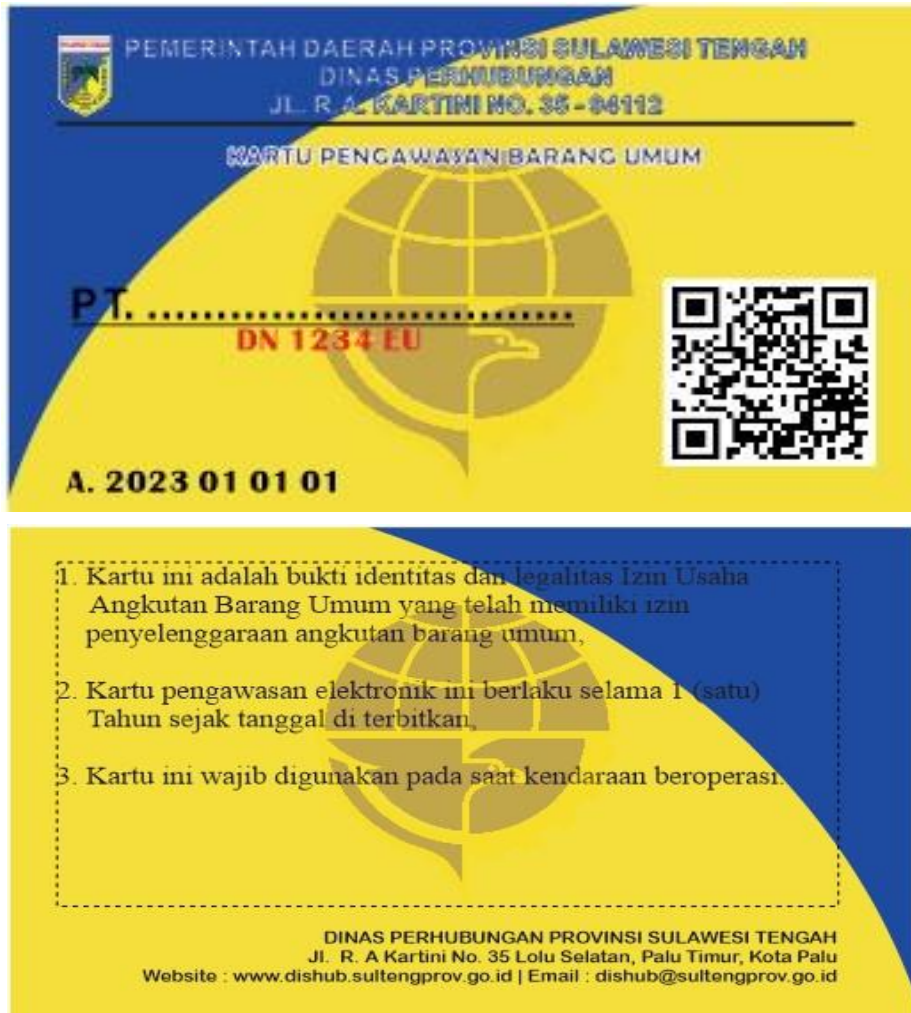 PEMERINTAH DAERAH PROVINSI SULAWESI TENGAH
DINAS PERHUBUNGAN
JL. R.A. KARTINI NO. 35 - 94112
KARTU PENGAWASAN BARANG UMUM
PT. ...............................
DN 1234 EU
A. 2023 01 01 01
1. Kartu ini adalah bukti identitas dan legalitas Izin Usaha
Angkutan Barang Umum yang telah memiliki izin
penyelenggaraan angkutan barang umum,
2. Kartu pengawasan elektronik ini berlaku selama 1 (satu)
Tahun sejak tanggal di terbitkan,
3. Kartu ini wajib digunakan pada saat kendaraan beroperasi.
DINAS PERHUBUNGAN PROVINSI SULAWESI TENGAH
Jl. R. A Kartini No. 35 Lolu Selatan, Palu Timur, Kota Palu
Website : www.dishub.sultengprov.go.id | Email : dishub@sultengprov.go.id